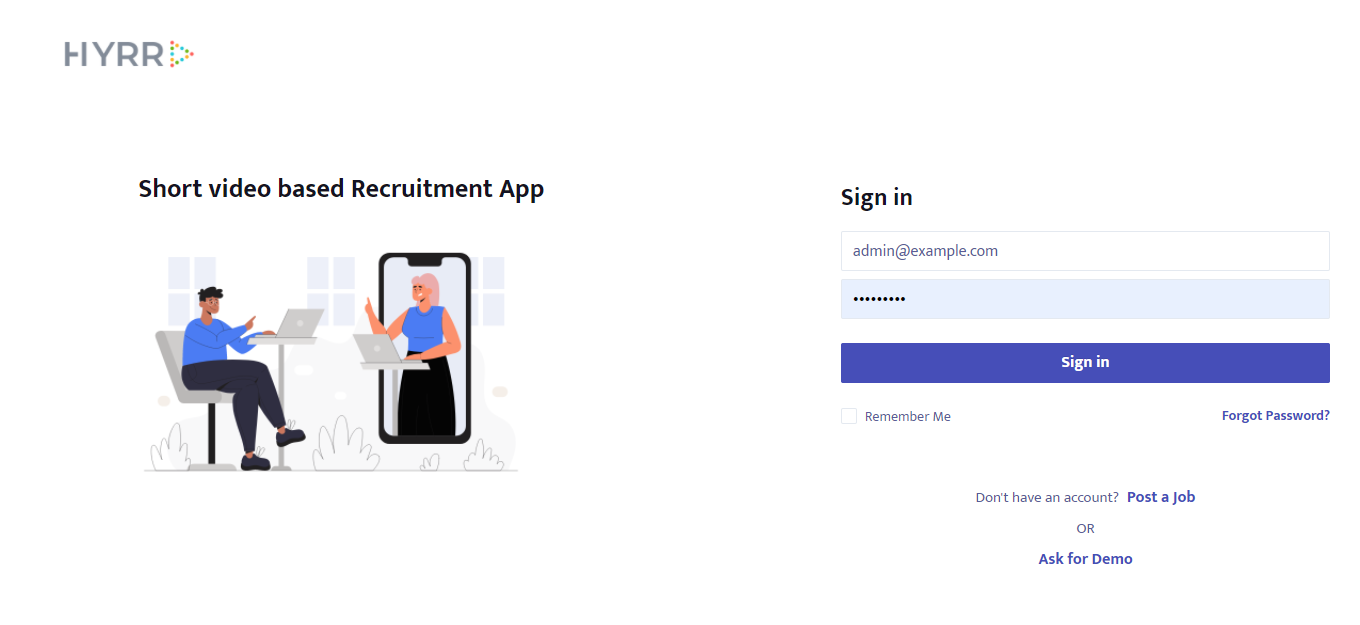 HYRR
Short video based Recruitment App
Sign in
admin@example.com
•••••••••
Sign in
Remember Me
Forgot Password?
Don't have an account? Post a Job
OR
Ask for Demo